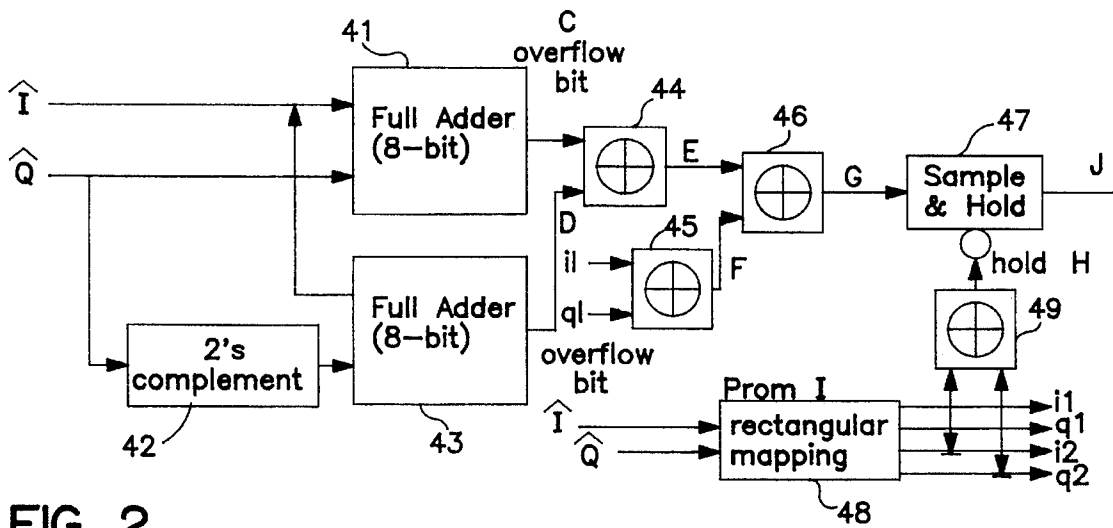 41
C
overflow
bit
Î
Q̂
Full Adder
(8-bit)
44
E
46
G
47
Sample
& Hold
J
D
45
il
ql
F
hold H
49
Full Adder
(8-bit)
overflow
bit
2's
complement
42
43
Prom I
Î
Q̂
rectangular
mapping
i1
q1
i2
q2
48
FIG. 2